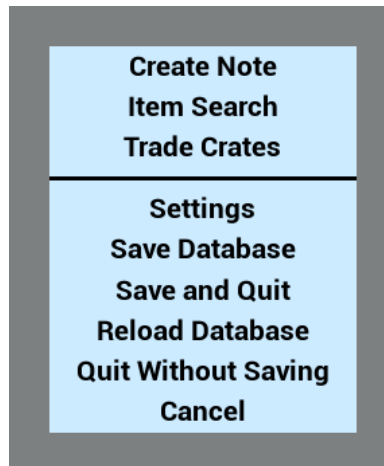 Create Note
Item Search
Trade Crates
Settings
Save Database
Save and Quit
Reload Database
Quit Without Saving
Cancel